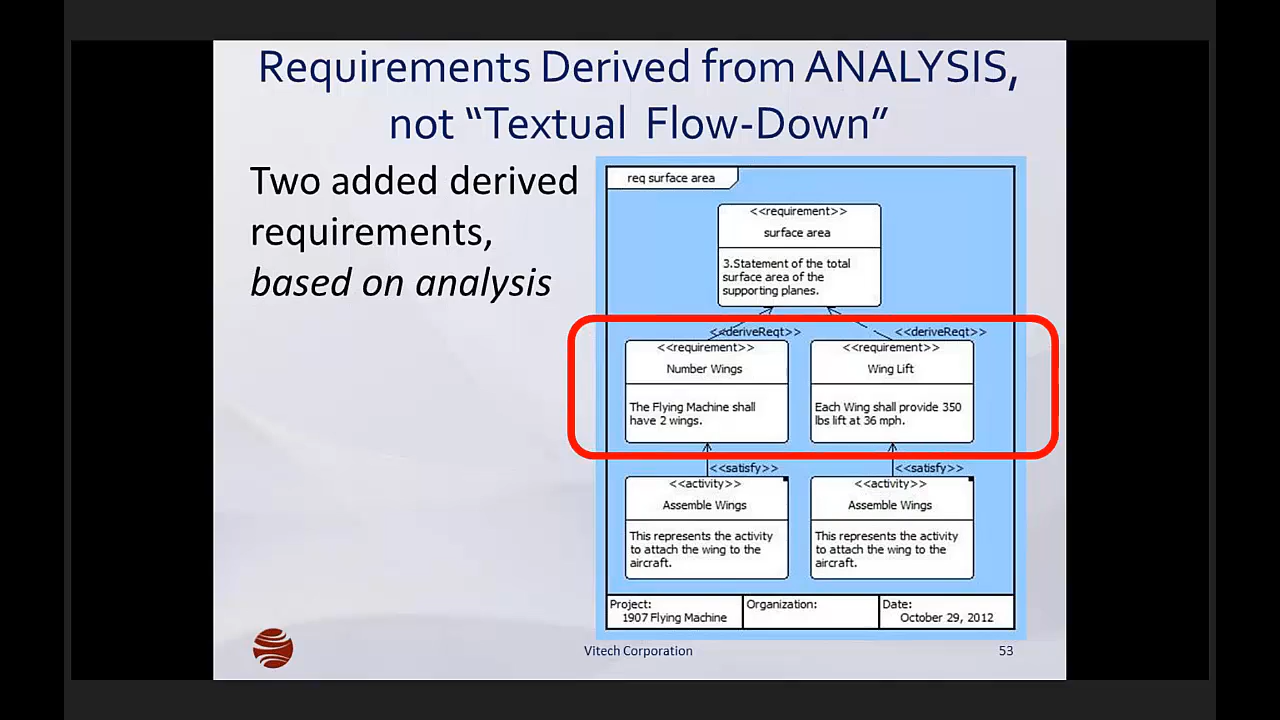 Requirements Derived from ANALYSIS,
not “Textual Flow-Down”
Two added derived
requirements,
based on analysis
req surface area
<<requirement>>
surface area
3.Statement of the total
surface area of the
supporting planes.
<<deriveReqt>>
<<deriveReqt>>
<<requirement>>
Number Wings
The Flying Machine shall
have 2 wings.
<<requirement>>
Wing Lift
Each Wing shall provide 350
lbs lift at 36 mph.
<<satisfy>>
<<satisfy>>
<<activity>>
Assemble Wings
This represents the activity
to attach the wing to the
aircraft.
<<activity>>
Assemble Wings
This represents the activity
to attach the wing to the
aircraft.
Project:
1907 Flying Machine
Organization:
Date:
October 29, 2012
Vitech Corporation
53